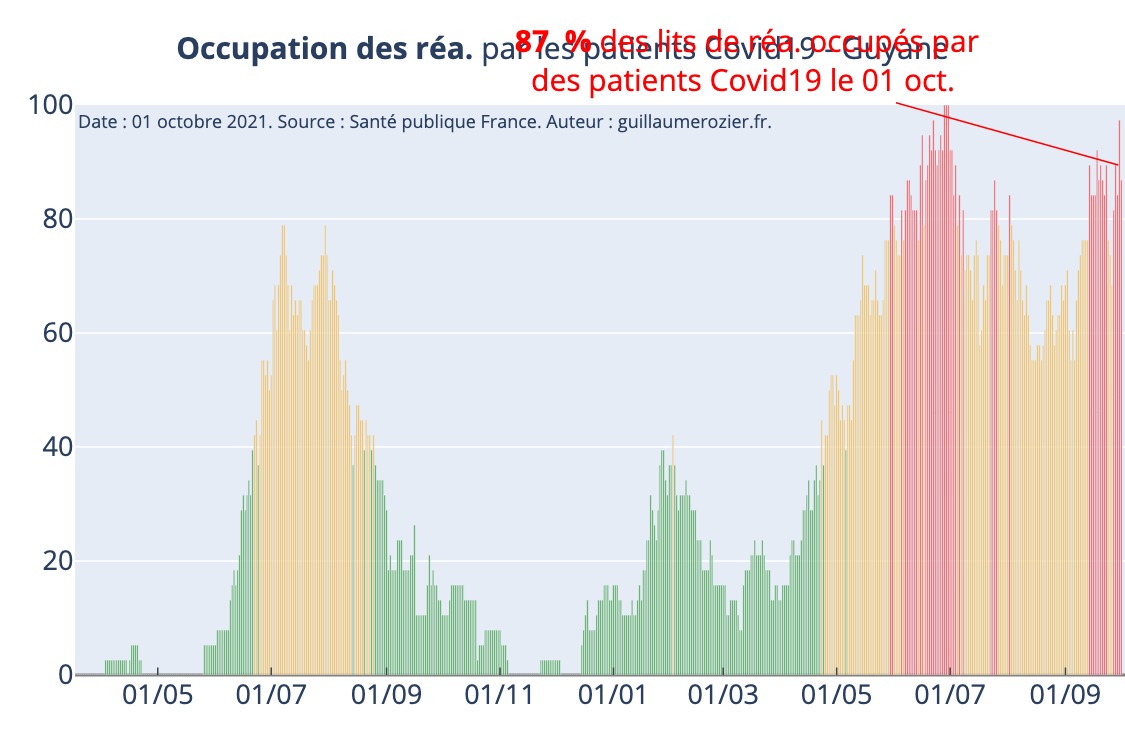 Occupation des réa. par les patients Covid19 - Guyane
87  % des lits de réa. occupés par
des patients Covid19 le 01 oct.
Date : 01 octobre 2021. Source : Santé publique France. Auteur : guillaumerozier.fr.
100
80
60
40
20
0
01/05 01/07 01/09 01/11 01/01 01/03 01/05 01/07 01/09